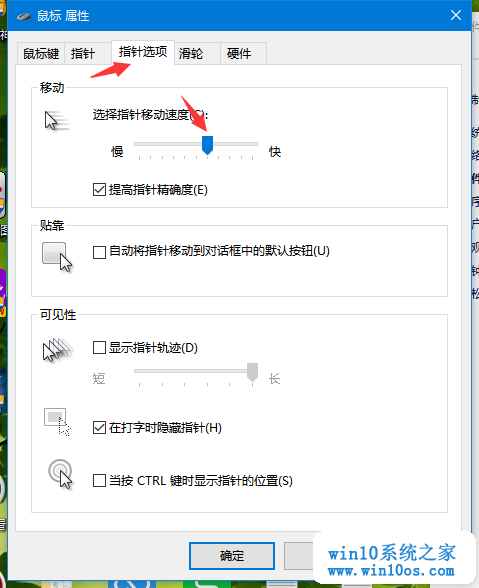 鼠标 属性
鼠标键 指针 指针选项 滑轮 硬件
移动
选择指针移动速度(C):
慢 快
提高指针精确度(E)
贴靠
自动将指针移动到对话框中的默认按钮(U)
可见性
显示指针轨迹(D)
短 长
在打字时隐藏指针(H)
当按 CTRL 键时显示指针的位置(S)
确定
win10系统之家
www.win10os.com